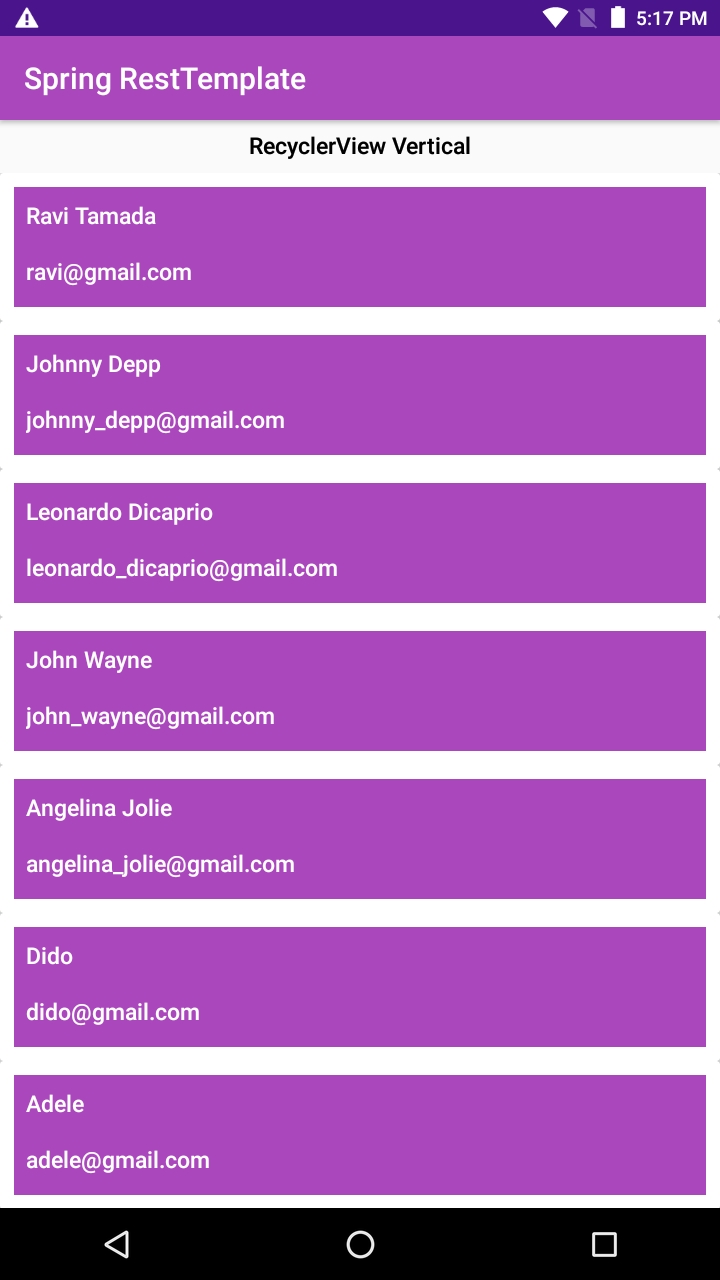 5:17 PM
Spring RestTemplate
RecyclerView Vertical
Ravi Tamada
ravi@gmail.com
Johnny Depp
johnny_depp@gmail.com
Leonardo Dicaprio
leonardo_dicaprio@gmail.com
John Wayne
john_wayne@gmail.com
Angelina Jolie
angelina_jolie@gmail.com
Dido
dido@gmail.com
Adele
adele@gmail.com